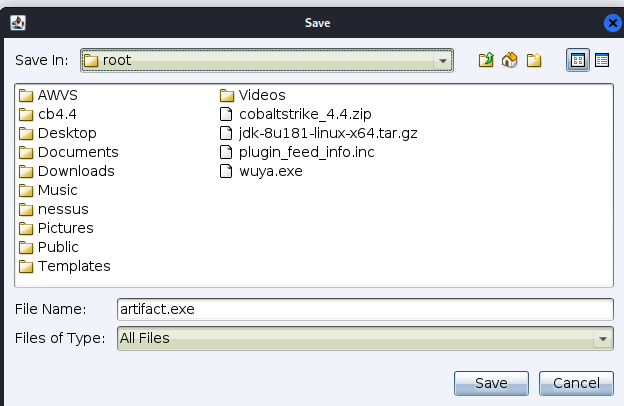 Save
Save In: root
AWVS
cb4.4
Desktop
Documents
Downloads
Music
nessus
Pictures
Public
Templates
Videos
cobaltstrike_4.4.zip
jdk-8u181-linux-x64.tar.gz
plugin_feed_info.inc
wuya.exe
File Name: artifact.exe
Files of Type: All Files
Save Cancel